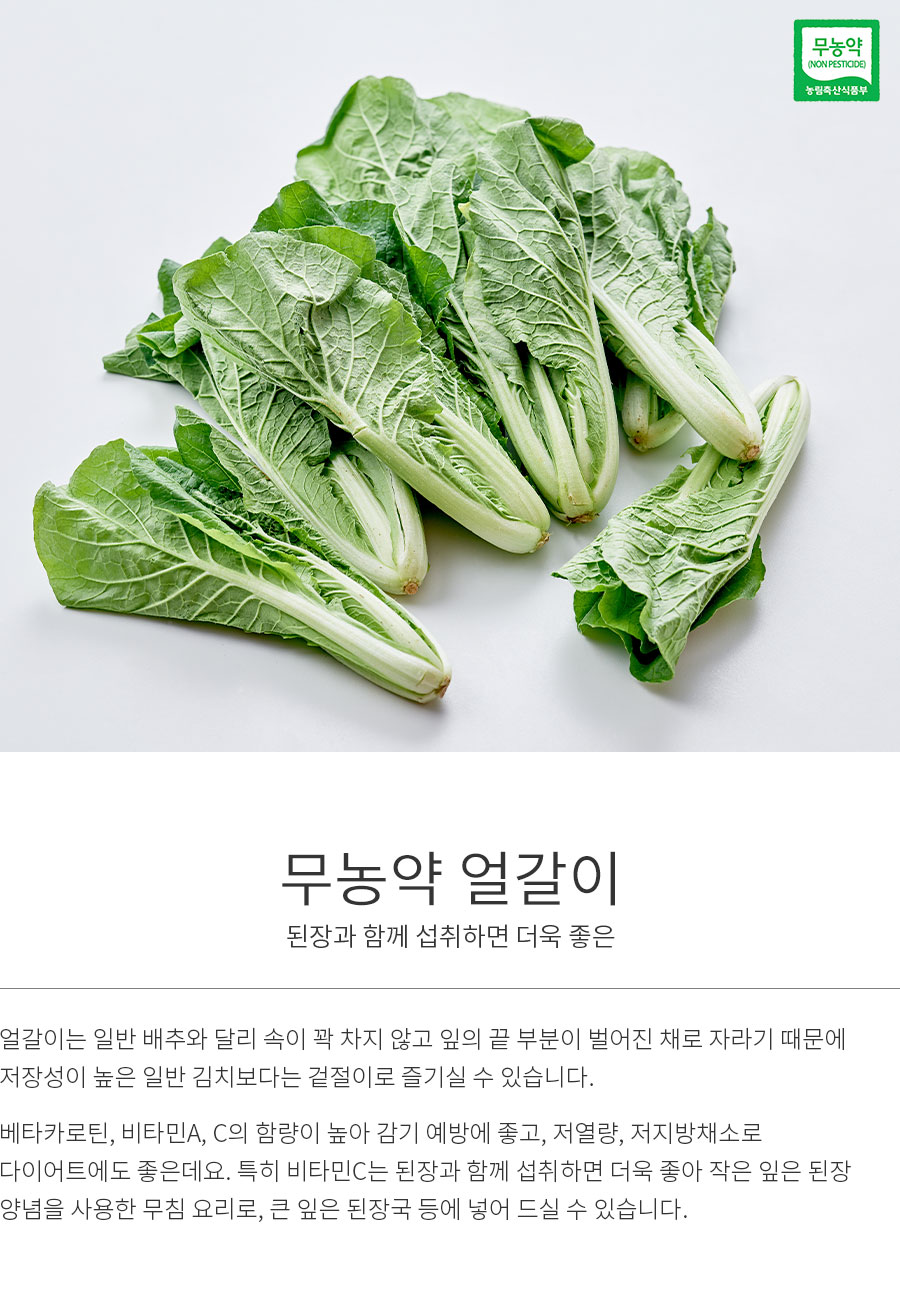 무농약
(NON PESTICIDE)
농림축산식품부
무농약 얼갈이
된장과 함께 섭취하면 더욱 좋은
얼갈이는 일반 배추와 달리 속이 꽉 차지 않고 잎의 끝 부분이 벌어진 채로 자라기 때문에
저장성이 높은 일반 김치보다는 겉절이로 즐기실 수 있습니다.
베타카로틴, 비타민A, C의 함량이 높아 감기 예방에 좋고, 저열량, 저지방채소로
다이어트에도 좋은데요. 특히 비타민C는 된장과 함께 섭취하면 더욱 좋아 작은 잎은 된장
양념을 사용한 무침 요리로, 큰 잎은 된장국 등에 넣어 드실 수 있습니다.